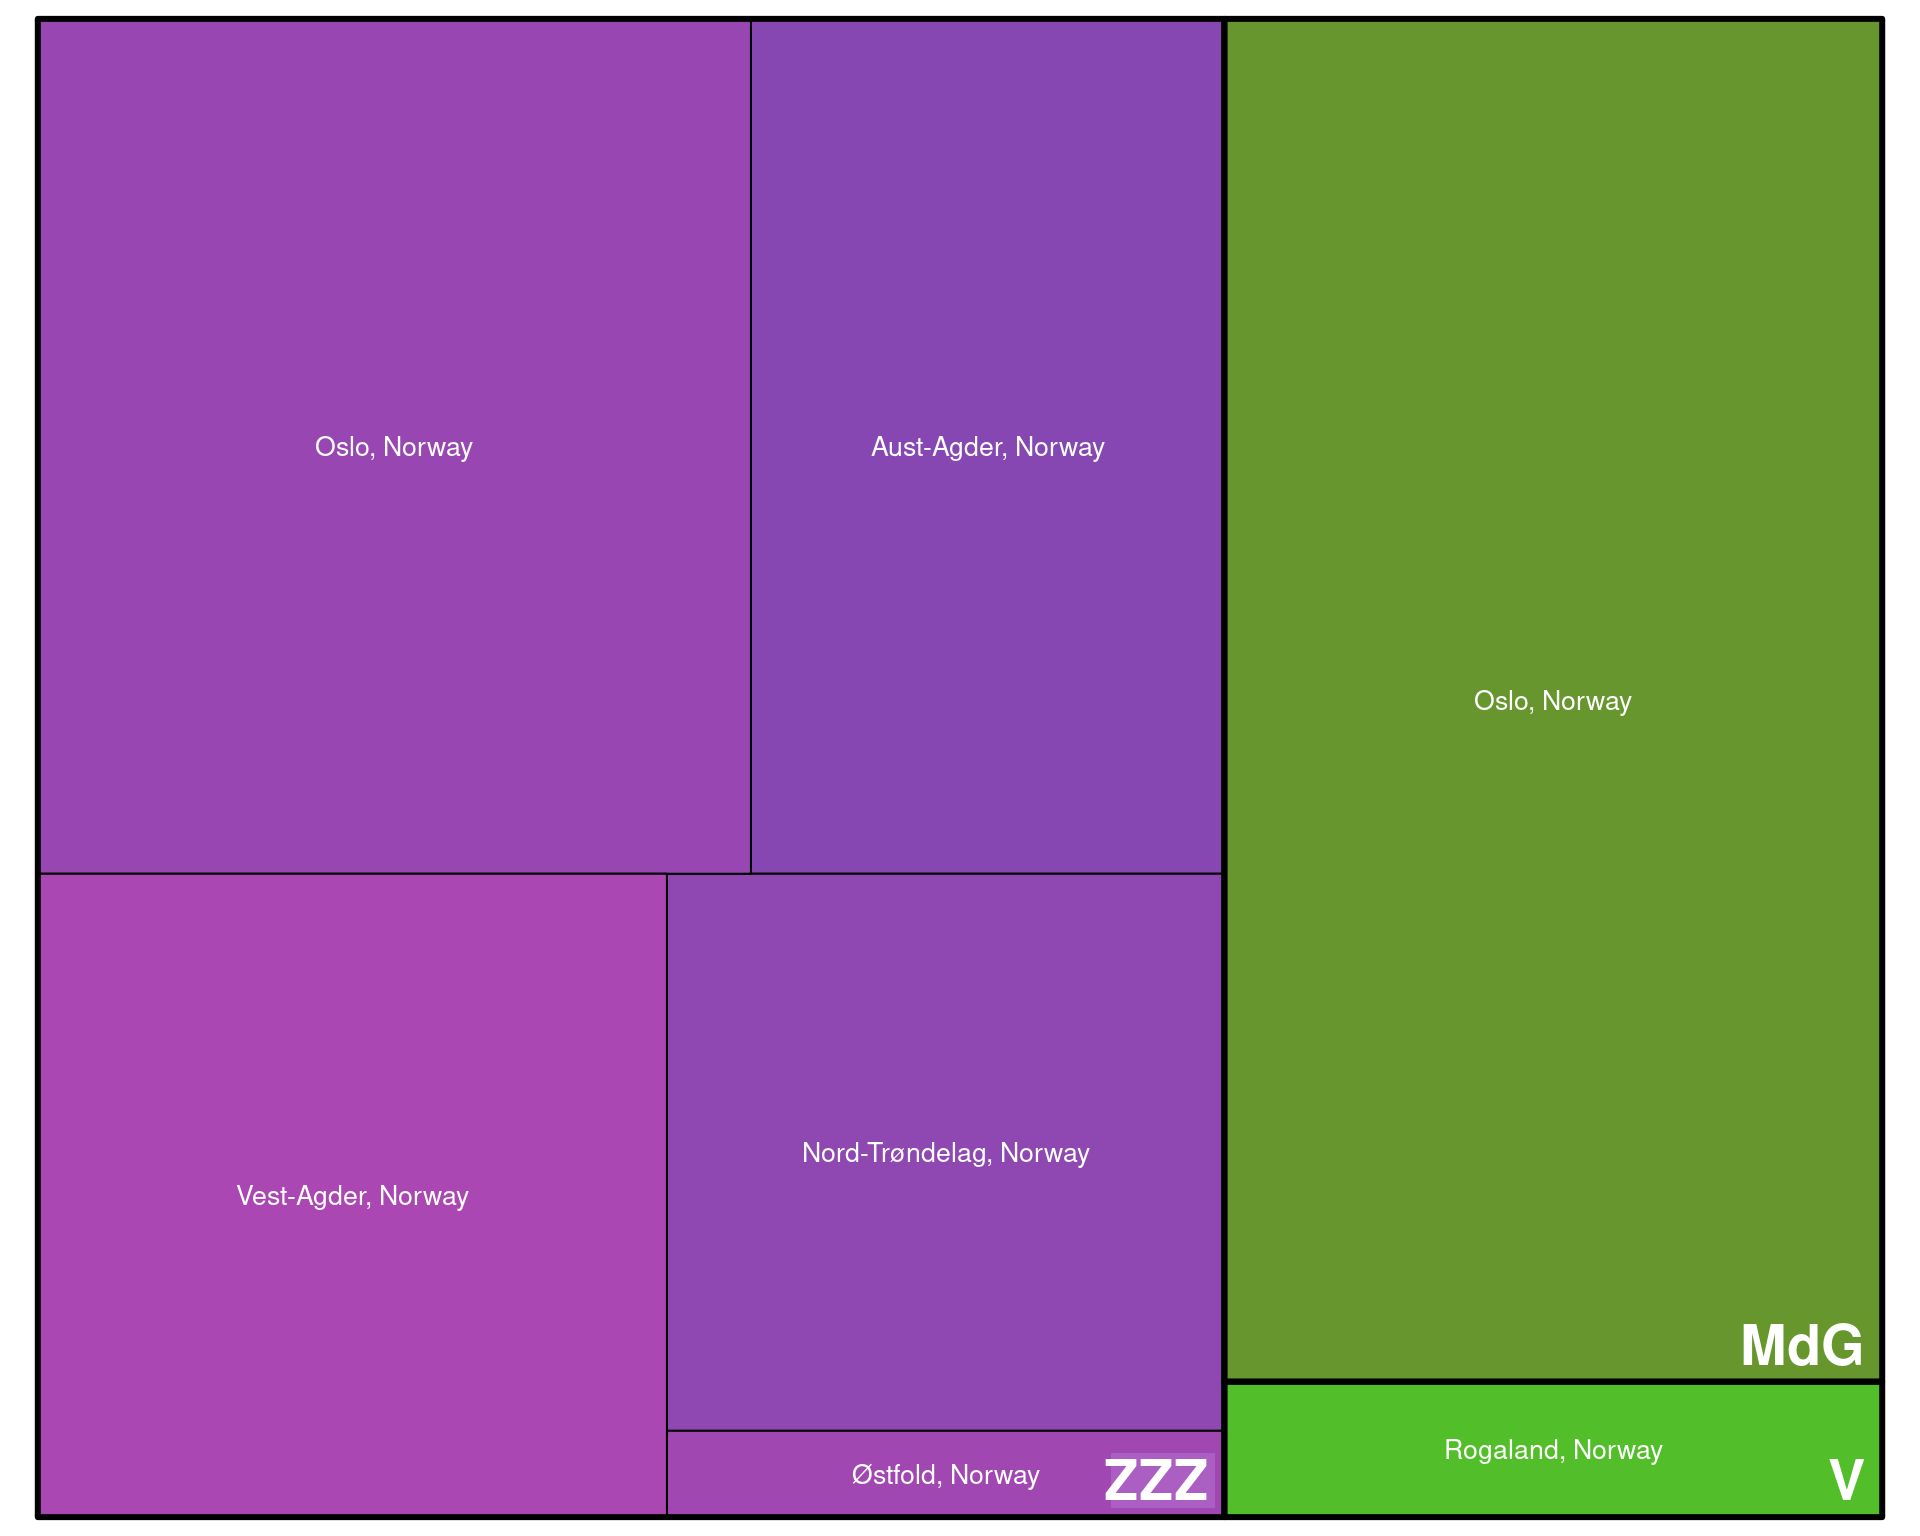 Oslo, Norway
Aust-Agder, Norway
Oslo, Norway
Vest-Agder, Norway
Nord-Trøndelag, Norway
Østfold, Norway
ZZZ
MdG
Rogaland, Norway
V